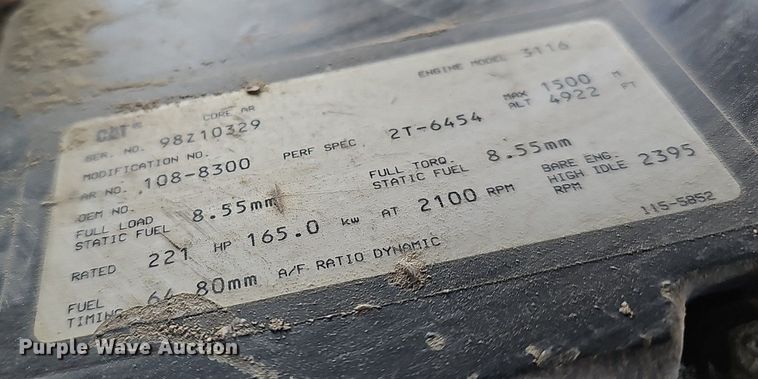 CAT® CORE AR ENGINE MODEL 3116
SER. NO. 98Z10329
MAX ALT 1500 M 4922 FT
MODIFICATION NO.
AR NO. 108-8300 PERF SPEC. 2T-6454
OEM NO.
FULL LOAD STATIC FUEL 8.55mm FULL TORQ. STATIC FUEL 8.55mm BARE ENG. HIGH IDLE RPM 2395
RATED 221 HP 165.0 kw AT 2100 RPM
115-5852
FUEL TIMING 64.80mm A/F RATIO DYNAMIC
Purple Wave Auction